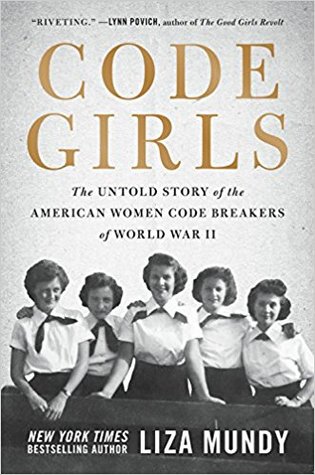 "RIVETING." —LYNN POVICH, author of The Good Girls Revolt
CODE
GIRLS
The UNTOLD STORY of the
AMERICAN WOMEN CODE BREAKERS
of WORLD WAR II
NEW YORK TIMES
BESTSELLING AUTHOR
LIZA MUNDY